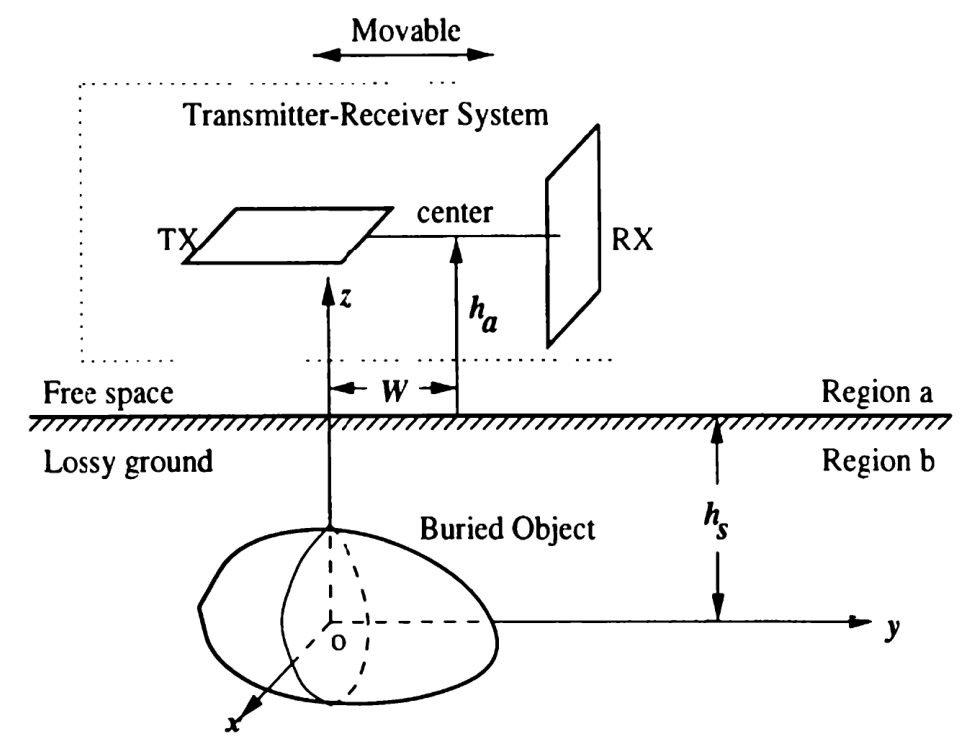 Movable
Transmitter-Receiver System
center
TX
RX
z
h_a
W
Free space
Region a
Lossy ground
Region b
h_s
Buried Object
o
y
x